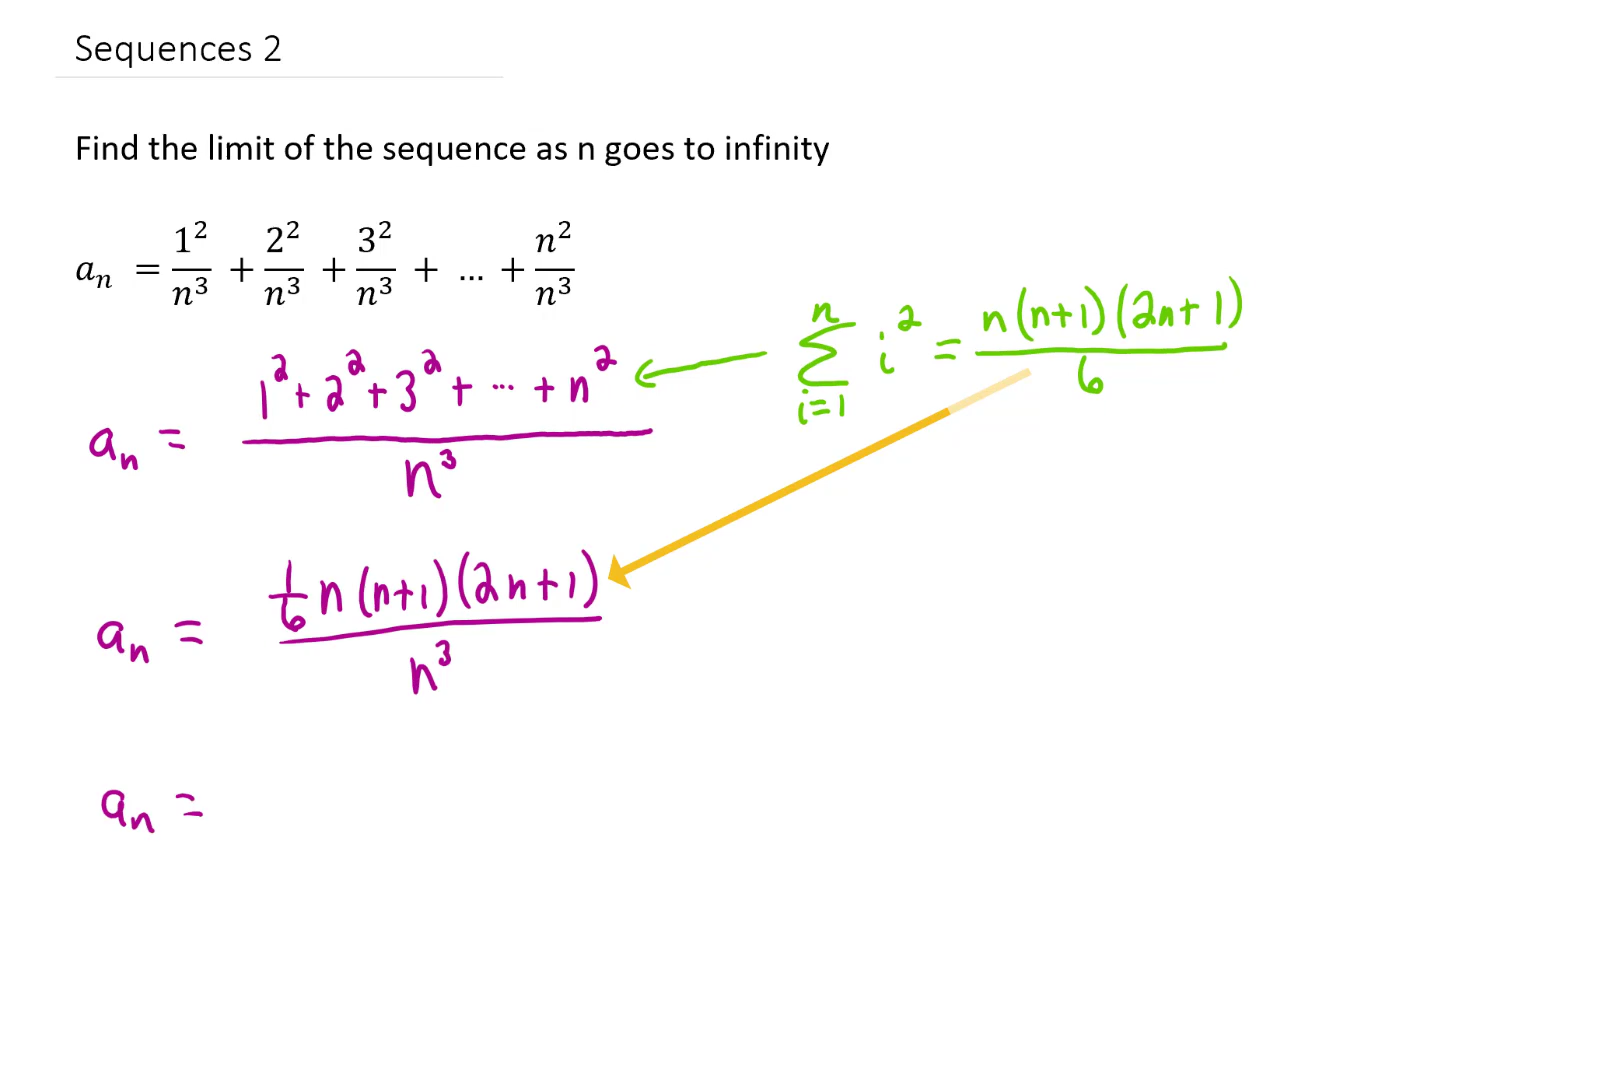 Sequences 2
Find the limit of the sequence as n goes to infinity
aₙ = 1²/n³ + 2²/n³ + 3²/n³ + ... + n²/n³
∑ᵢ₌₁ⁿ i² = n(n+1)(2n+1)/6
aₙ = (1² + 2² + 3² + ... + n²)/n³
aₙ = (1/6 n(n+1)(2n+1))/n³
aₙ =